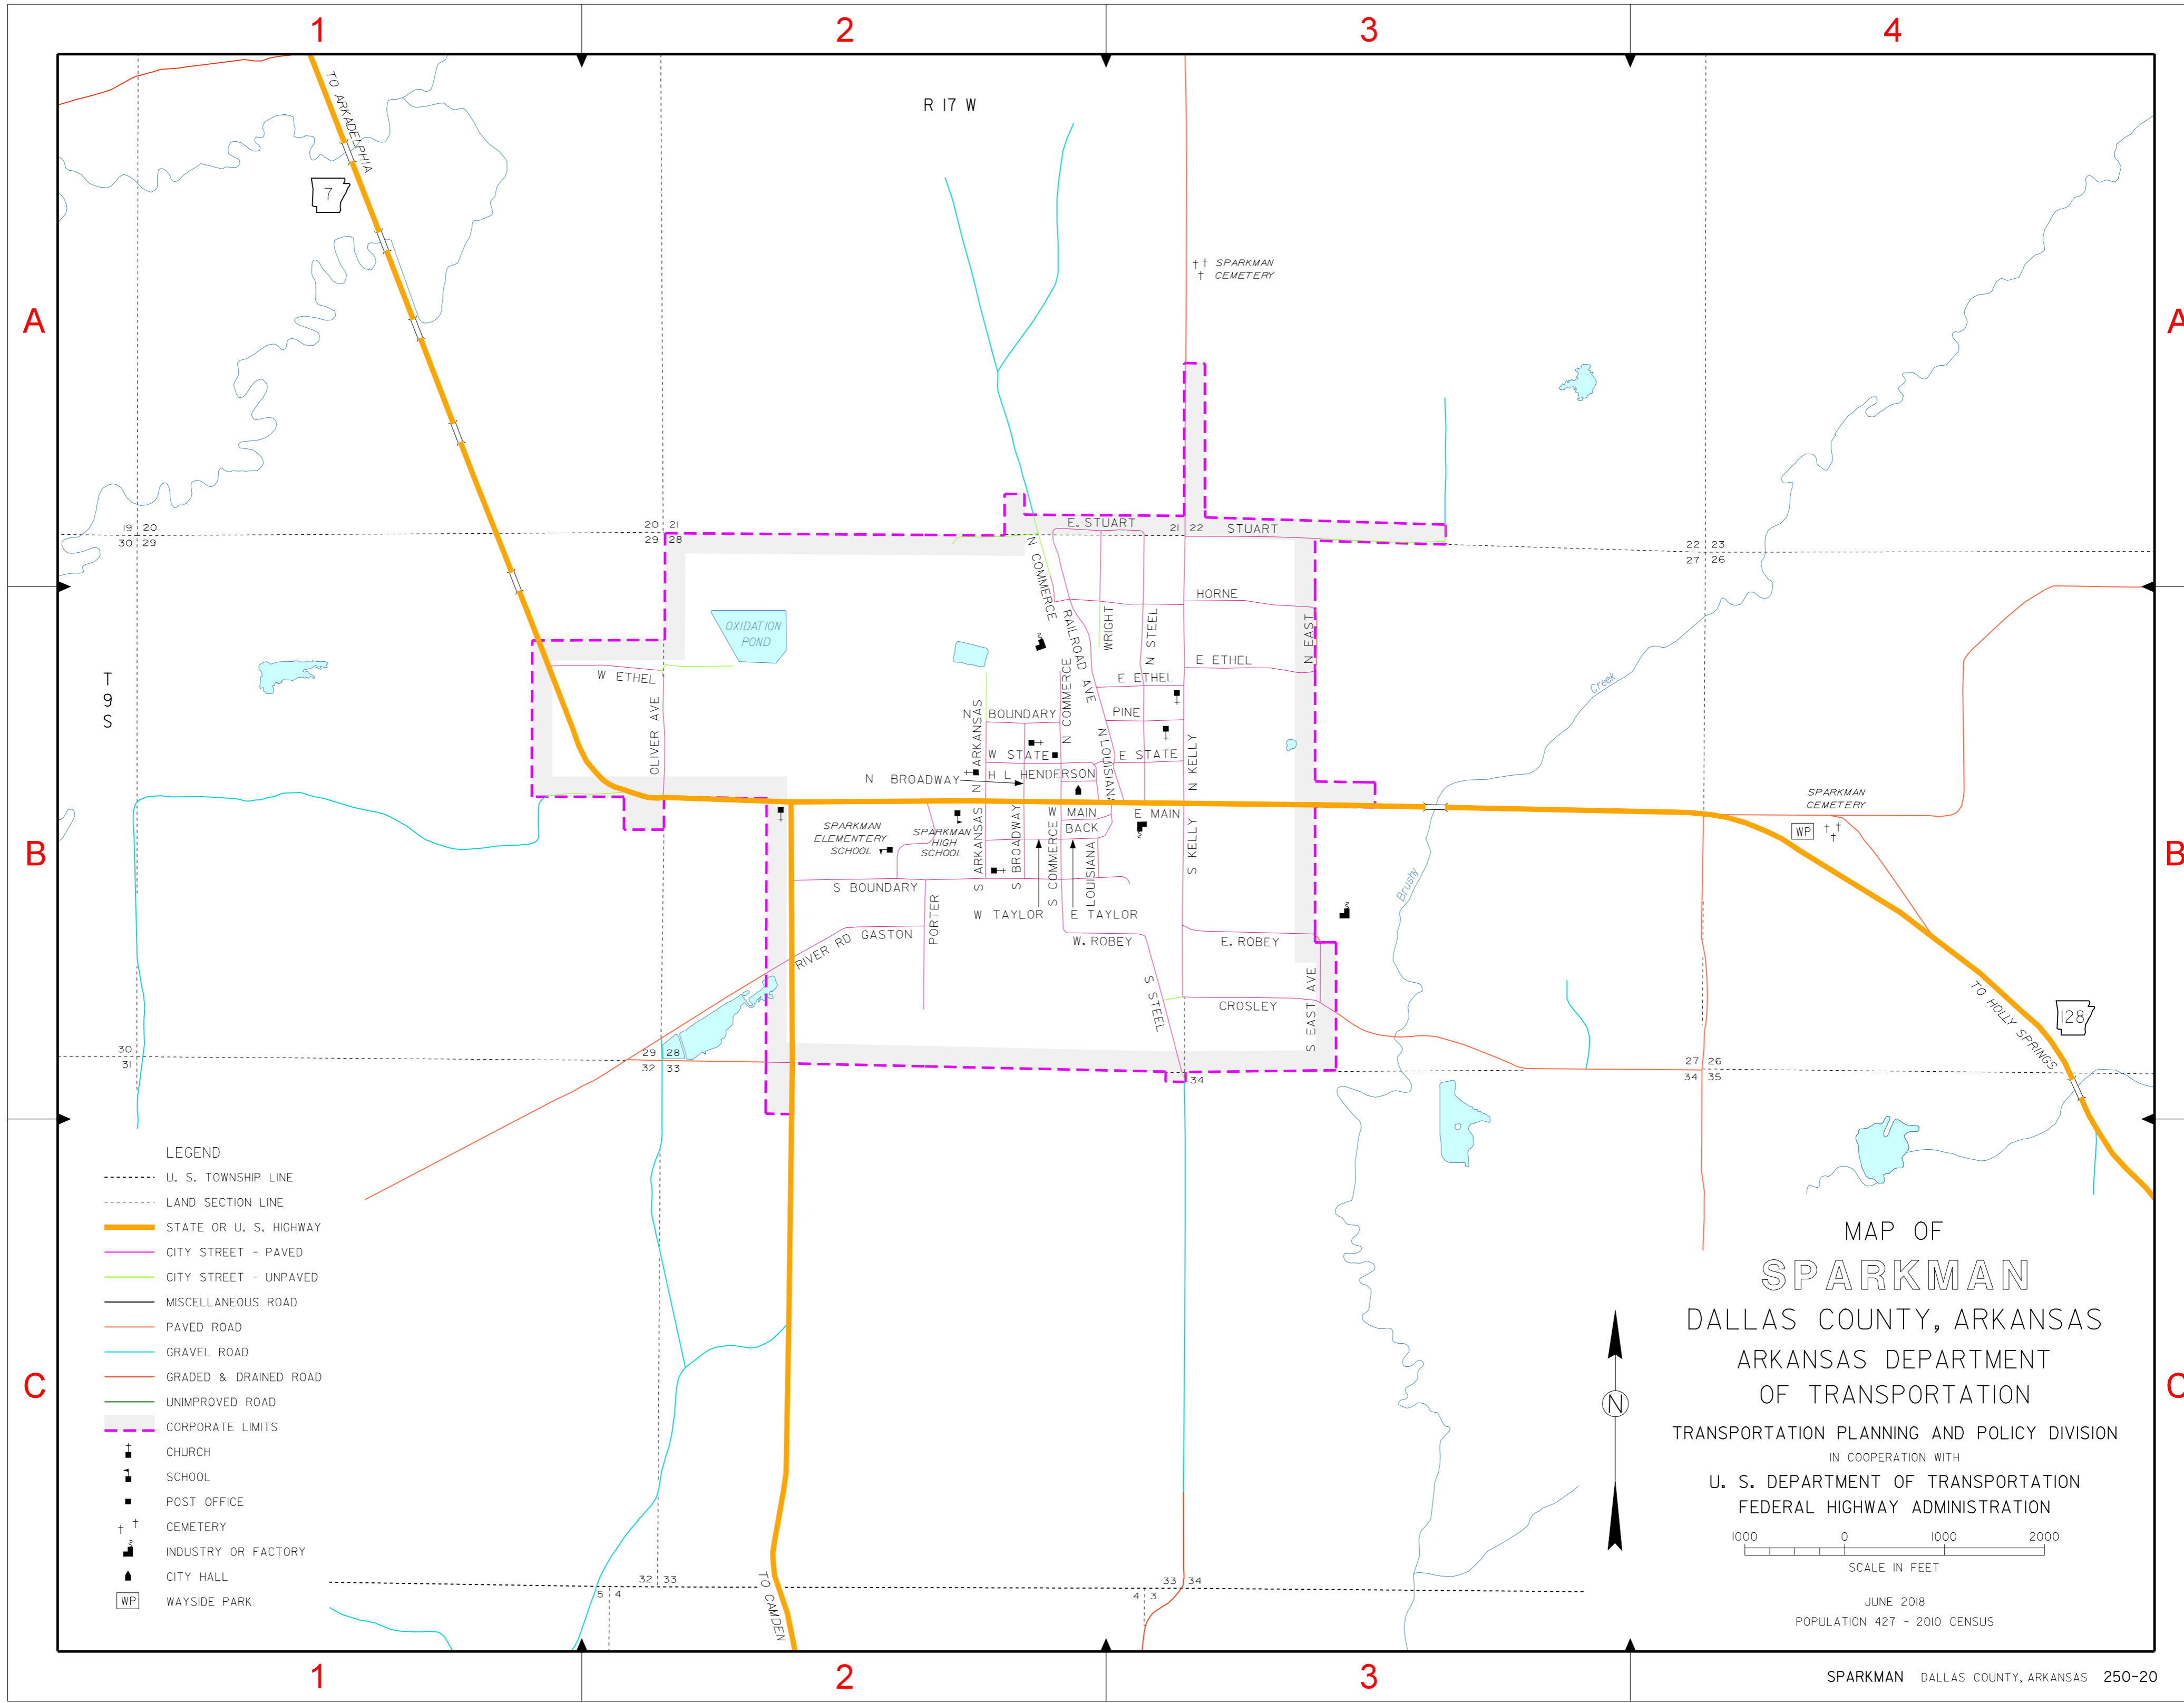 1 2 3 4
A A
B B
C C
1 2 3
R 17 W
T
9
S
TO ARKADELPHIA
7
SPARKMAN
CEMETERY
19 20
30 29
20 21
29 28
21 22
22 23
27 26
E. STUART
STUART
N COMMERCE
HORNE
RAILROAD AVE
WRIGHT
N STEEL
N EAST
OXIDATION
POND
W ETHEL
E ETHEL
E ETHEL
OLIVER AVE
N ARKANSAS
N BOUNDARY
N COMMERCE
PINE
N LOUISIANA
W STATE
E STATE
N KELLY
N BROADWAY
H L HENDERSON
N KELLY
Creek
SPARKMAN
CEMETERY
WP
W MAIN
E MAIN
BACK
SPARKMAN
ELEMENTERY
SCHOOL
SPARKMAN
HIGH
SCHOOL
S ARKANSAS
S BROADWAY
S COMMERCE
LOUISIANA
S KELLY
Brushy
S BOUNDARY
W TAYLOR
E TAYLOR
PORTER
GASTON
RIVER RD
W. ROBEY
E. ROBEY
S STEEL
CROSLEY
S EAST AVE
TO HOLLY SPRINGS
128
30
31
29 28
32 33
34
27 26
34 35
LEGEND
U. S. TOWNSHIP LINE
LAND SECTION LINE
STATE OR U. S. HIGHWAY
CITY STREET - PAVED
CITY STREET - UNPAVED
MISCELLANEOUS ROAD
PAVED ROAD
GRAVEL ROAD
GRADED & DRAINED ROAD
UNIMPROVED ROAD
CORPORATE LIMITS
CHURCH
SCHOOL
POST OFFICE
CEMETERY
INDUSTRY OR FACTORY
CITY HALL
WP WAYSIDE PARK
32 33
5 4
33 34
4 3
TO CAMDEN
N
MAP OF
SPARKMAN
DALLAS COUNTY, ARKANSAS
ARKANSAS DEPARTMENT
OF TRANSPORTATION
TRANSPORTATION PLANNING AND POLICY DIVISION
IN COOPERATION WITH
U. S. DEPARTMENT OF TRANSPORTATION
FEDERAL HIGHWAY ADMINISTRATION
1000 0 1000 2000
SCALE IN FEET
JUNE 2018
POPULATION 427 - 2010 CENSUS
SPARKMAN DALLAS COUNTY, ARKANSAS 250-20